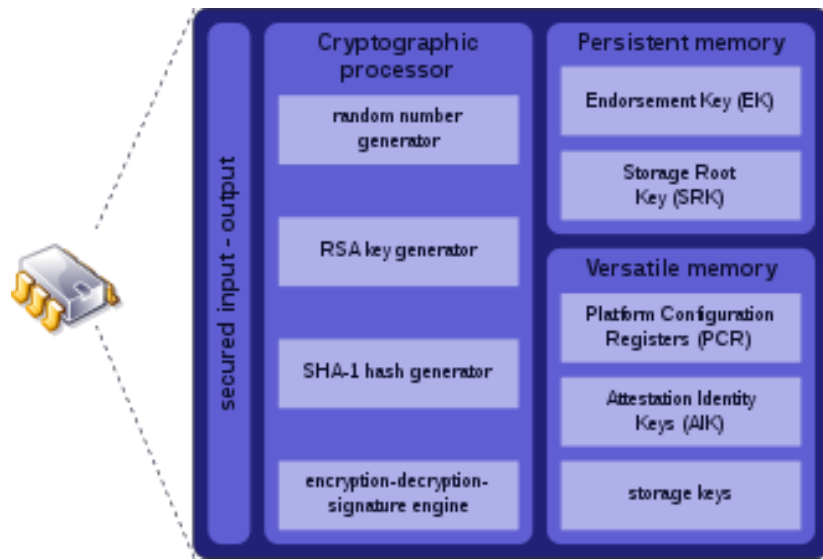 secured input - output
Cryptographic
processor
random number
generator
RSA key generator
SHA-1 hash generator
encryption-decryption-
signature engine
Persistent memory
Endorsement Key (EK)
Storage Root
Key (SRK)
Versatile memory
Platform Configuration
Registers (PCR)
Attestation Identity
Keys (AIK)
storage keys